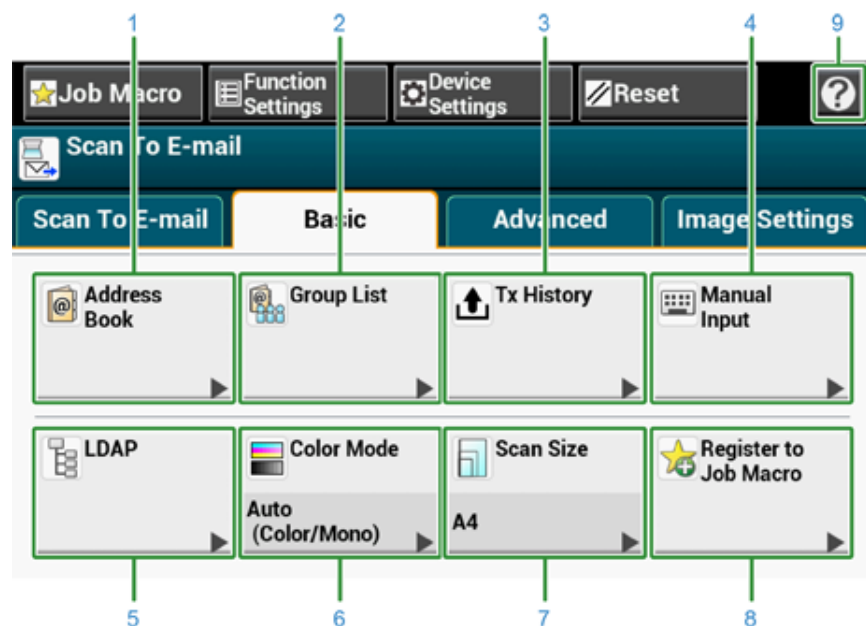 1 2 3 4 9
Job Macro
Function
Settings
Device
Settings
Reset
?
Scan To E-mail
Scan To E-mail Basic Advanced Image Settings
@ Address
Book
@ Group List
Tx History
Manual
Input
LDAP
Color Mode
Auto
(Color/Mono)
Scan Size
A4
Register to
Job Macro
5 6 7 8